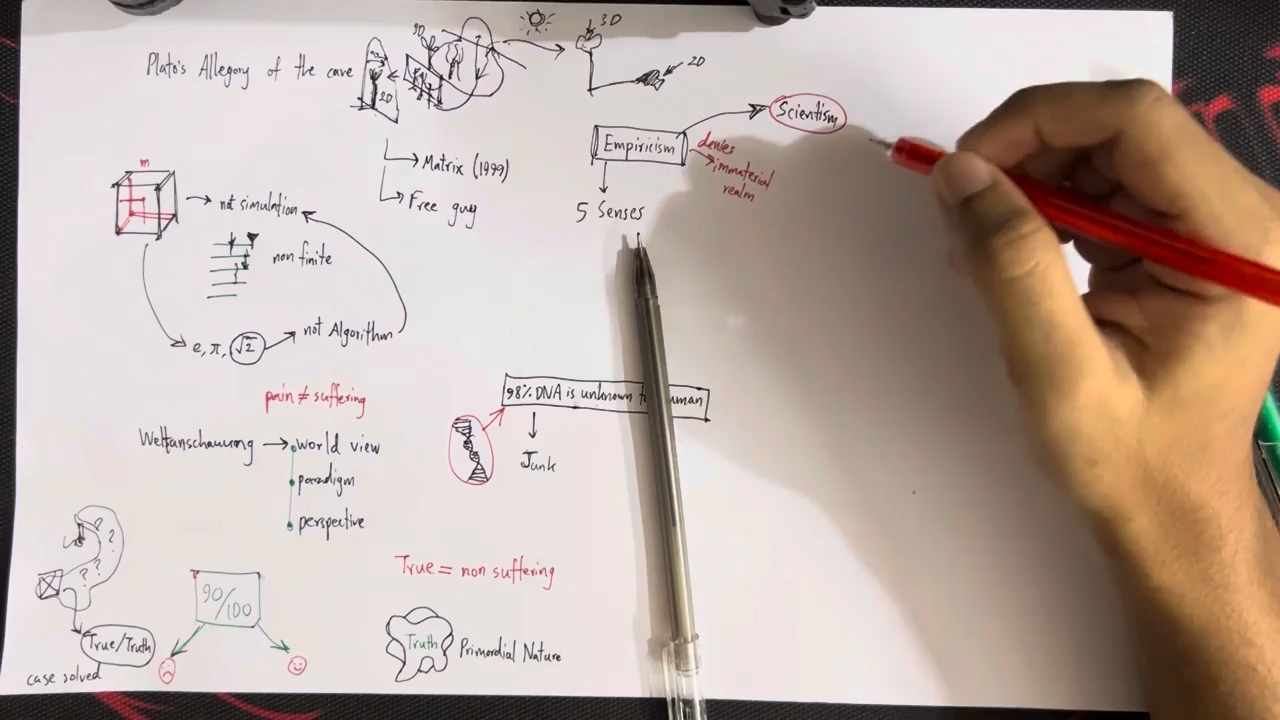 Plato's Allegory of the cave
2D
3D
3D
2D
Empiricism
Scientism
denies
immaterial
realm
5 Senses
Matrix (1999)
Free guy
m
not simulation
non finite
e, π, √2
not Algorithm
pain ≠ suffering
98% DNA is unknown human
Junk
Weltanschauung
world view
paradigm
perspective
? ? ? ?
True/Truth
case solved
90/100
True = non suffering
Truth
Primordial Nature